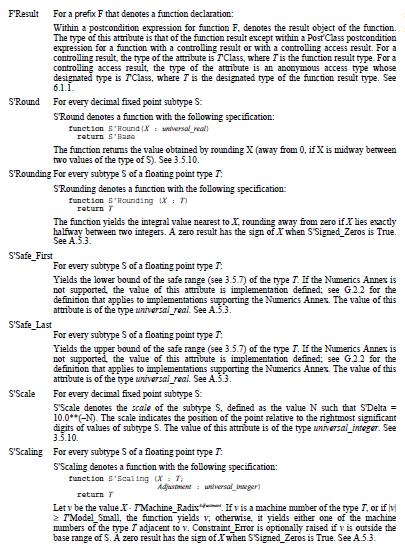 F'Result For a prefix F that denotes a function declaration:
Within a postcondition expression for function F, denotes the result object of the function.
The type of this attribute is that of the function result except within a Post'Class postcondition
expression for a function with a controlling result or with a controlling access result. For a
controlling result, the type of the attribute is T'Class, where T is the function result type. For a
controlling access result, the type of the attribute is an anonymous access type whose
designated type is T'Class, where T is the designated type of the function result type. See
6.1.1.
S'Round For every decimal fixed point subtype S:
S'Round denotes a function with the following specification:
function S'Round(X : universal_real)
return S'Base
The function returns the value obtained by rounding X (away from 0, if X is midway between
two values of the type of S). See 3.5.10.
S'Rounding For every subtype S of a floating point type T:
S'Rounding denotes a function with the following specification:
function S'Rounding (X : T)
return T
The function yields the integral value nearest to X, rounding away from zero if X lies exactly
halfway between two integers. A zero result has the sign of X when S'Signed_Zeros is True.
See A.5.3.
S'Safe_First
For every subtype S of a floating point type T:
Yields the lower bound of the safe range (see 3.5.7) of the type T. If the Numerics Annex is
not supported, the value of this attribute is implementation defined; see G.2.2 for the
definition that applies to implementations supporting the Numerics Annex. The value of this
attribute is of the type universal_real. See A.5.3.
S'Safe_Last
For every subtype S of a floating point type T:
Yields the upper bound of the safe range (see 3.5.7) of the type T. If the Numerics Annex is
not supported, the value of this attribute is implementation defined; see G.2.2 for the
definition that applies to implementations supporting the Numerics Annex. The value of this
attribute is of the type universal_real. See A.5.3.
S'Scale For every decimal fixed point subtype S:
S'Scale denotes the scale of the subtype S, defined as the value N such that S'Delta =
10.0**(–N). The scale indicates the position of the point relative to the rightmost significant
digits of values of subtype S. The value of this attribute is of the type universal_integer. See
3.5.10.
S'Scaling For every subtype S of a floating point type T:
S'Scaling denotes a function with the following specification:
function S'Scaling (X : T;
Adjustment : universal_integer)
return T
Let v be the value X · T'Machine_Radix^Adjustment. If v is a machine number of the type T, or if |v|
≥ T'Model_Small, the function yields v; otherwise, it yields either one of the machine
numbers of the type T adjacent to v. Constraint_Error is optionally raised if v is outside the
base range of S. A zero result has the sign of X when S'Signed_Zeros is True. See A.5.3.